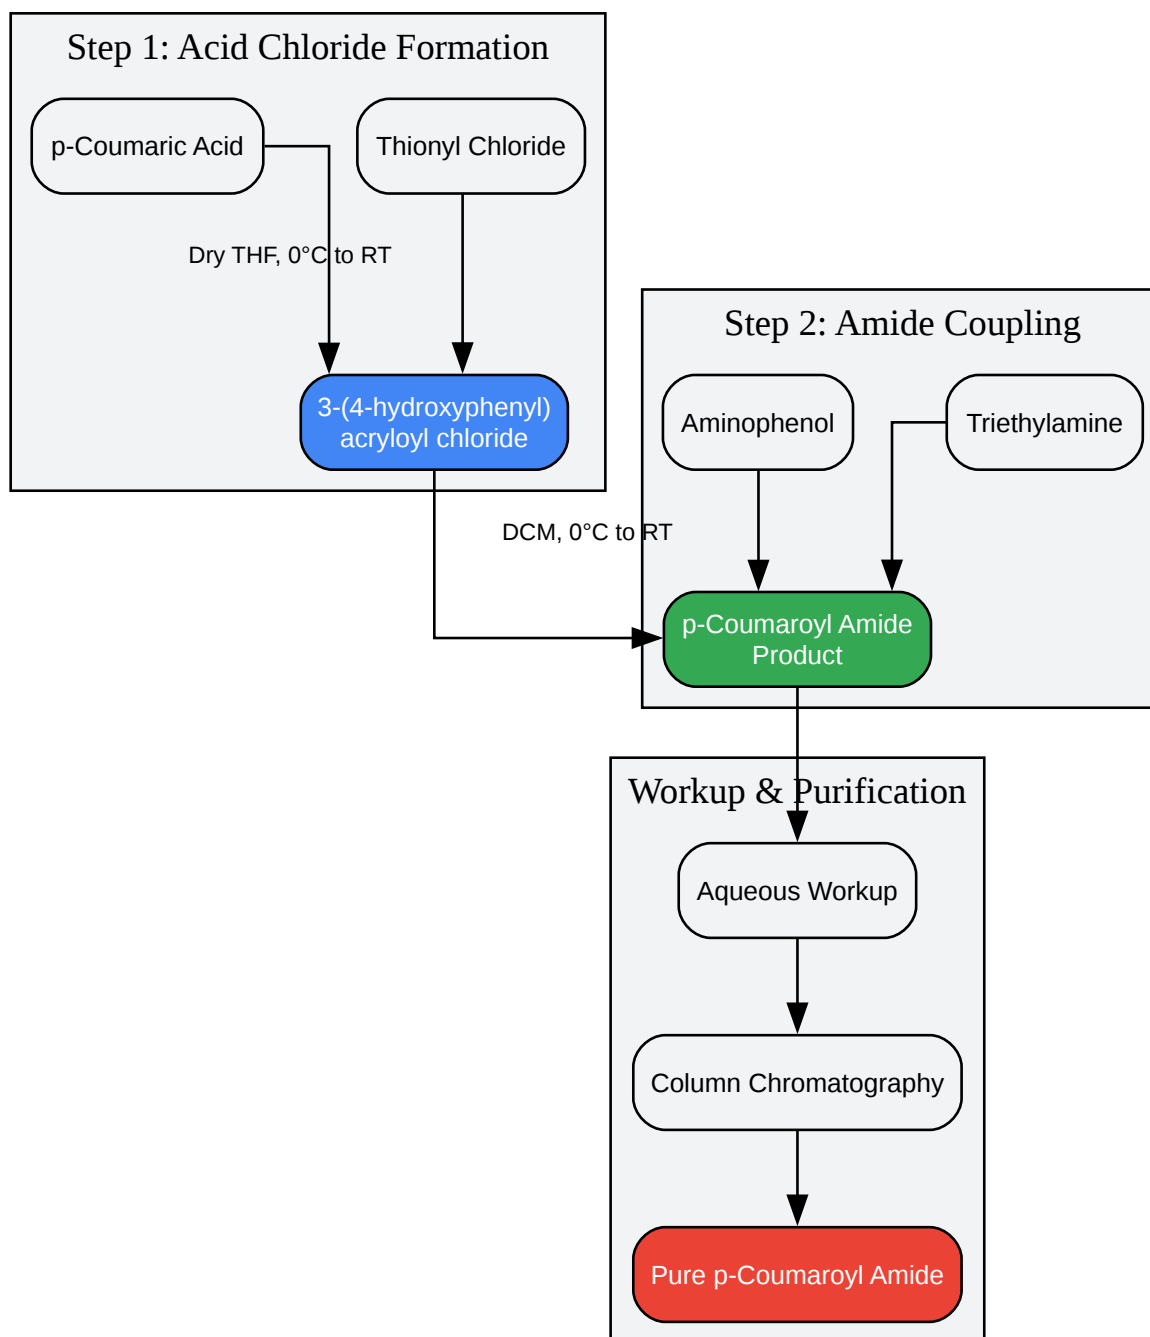 Step 1: Acid Chloride Formation
p-Coumaric Acid
Thionyl Chloride
Dry THF, 0°C to RT
3-(4-hydroxyphenyl)
acryloyl chloride
Step 2: Amide Coupling
Aminophenol
Triethylamine
DCM, 0°C to RT
p-Coumaroyl Amide
Product
Workup & Purification
Aqueous Workup
Column Chromatography
Pure p-Coumaroyl Amide